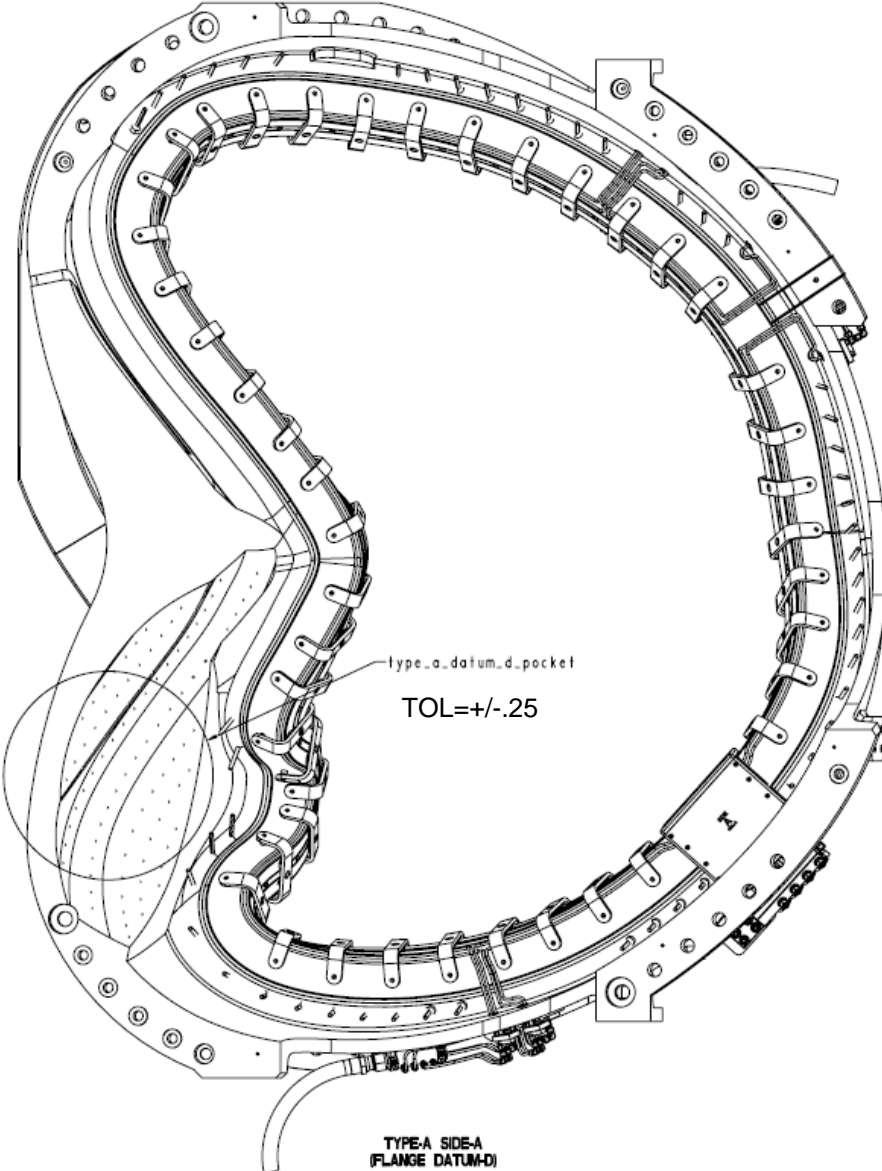 type_a_datum_d_pocket
TOL=+/-.25
A
TYPE-A SIDE-A
(FLANGE DATUM-D)